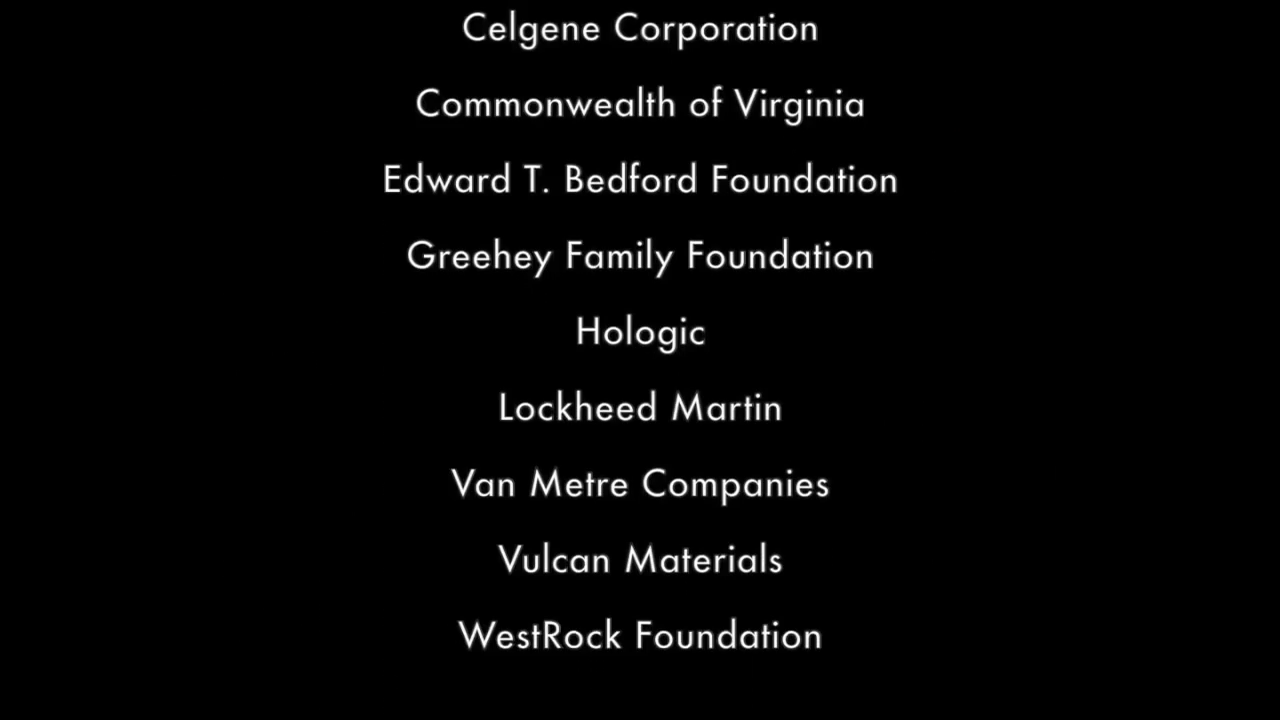 Celgene Corporation
Commonwealth of Virginia
Edward T. Bedford Foundation
Greehey Family Foundation
Hologic
Lockheed Martin
Van Metre Companies
Vulcan Materials
WestRock Foundation